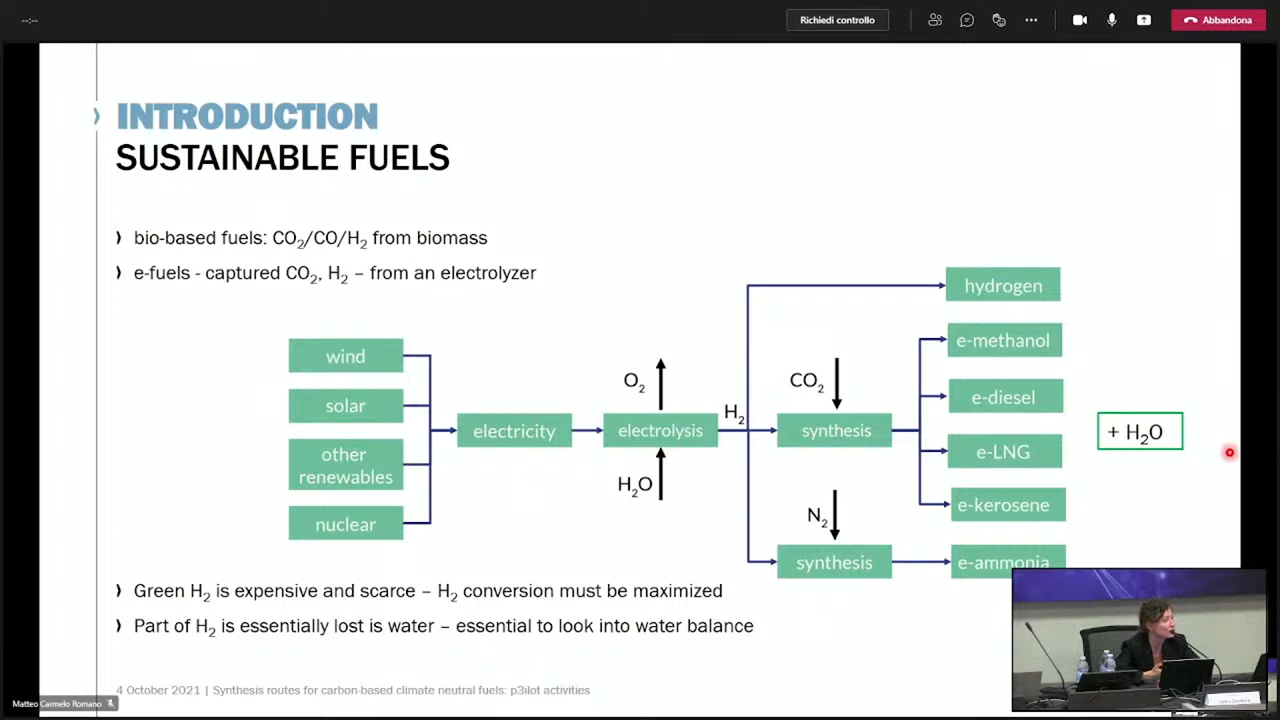 --:--
Richiedi controllo
Abbandona
INTRODUCTION
SUSTAINABLE FUELS
⟩ bio-based fuels: CO2/CO/H2 from biomass
⟩ e-fuels - captured CO2, H2 – from an electrolyzer
wind
solar
other
renewables
nuclear
electricity
O2
electrolysis
H2O
H2
CO2
synthesis
N2
synthesis
hydrogen
e-methanol
e-diesel
e-LNG
e-kerosene
e-ammonia
+ H2O
⟩ Green H2 is expensive and scarce – H2 conversion must be maximized
⟩ Part of H2 is essentially lost is water – essential to look into water balance
4 October 2021 | Synthesis routes for carbon-based climate neutral fuels: p3ilot activities
Matteo Carmelo Romano